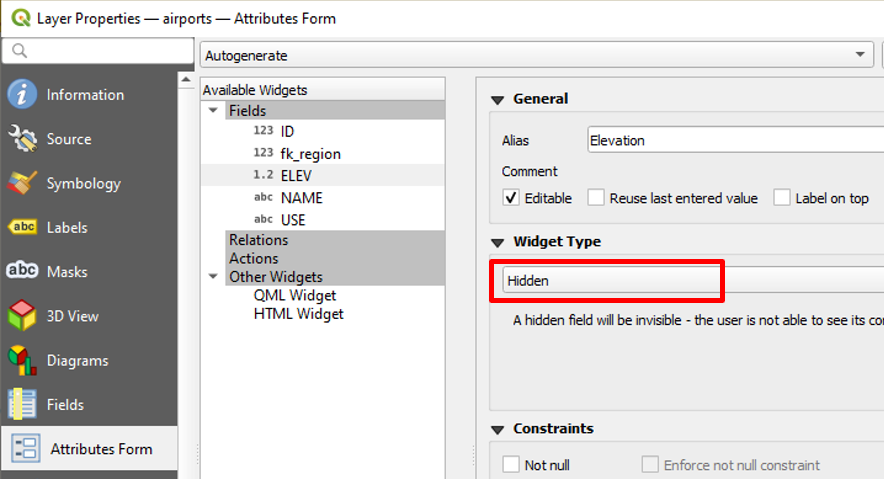 Layer Properties — airports — Attributes Form
Autogenerate
Information
Source
Symbology
abc Labels
abc Masks
3D View
Diagrams
Fields
Attributes Form
Available Widgets
Fields
123 ID
123 fk_region
1.2 ELEV
abc NAME
abc USE
Relations
Actions
Other Widgets
QML Widget
HTML Widget
General
Alias Elevation
Comment
Editable Reuse last entered value Label on top
Widget Type
Hidden
A hidden field will be invisible - the user is not able to see its co
Constraints
Not null Enforce not null constraint